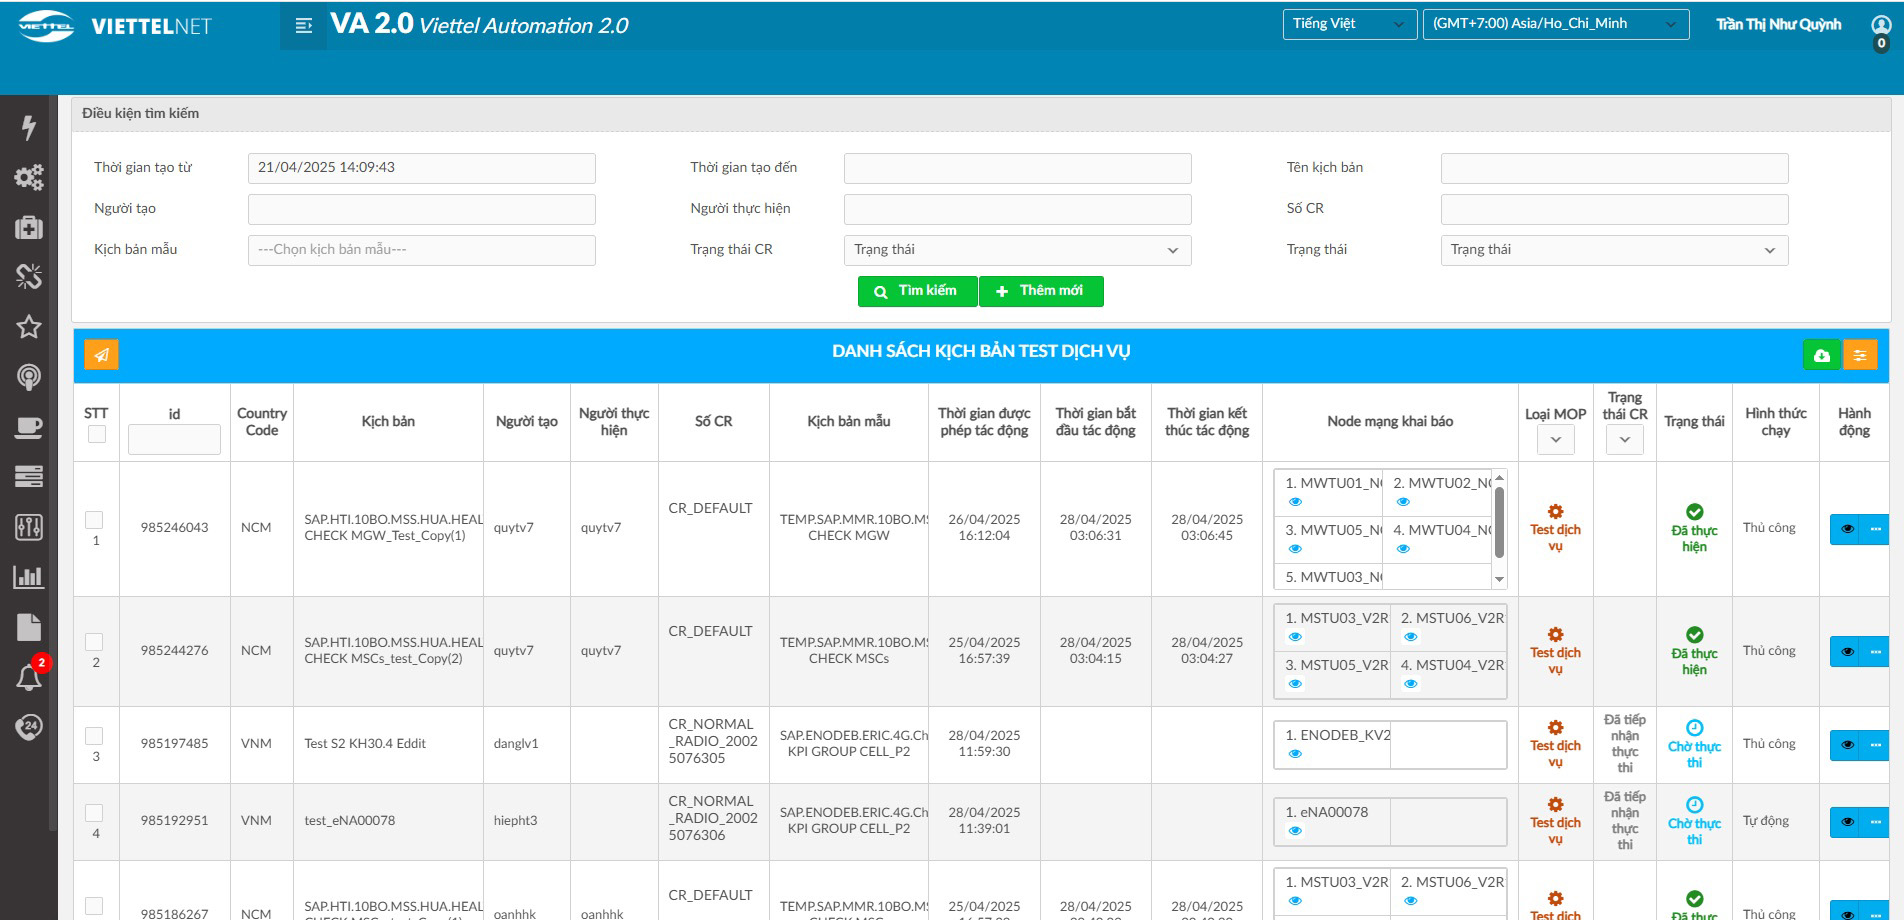 VIETTEL
VIETTELNET
VA 2.0 Viettel Automation 2.0
Tiếng Việt
(GMT+7:00) Asia/Ho_Chi_Minh
Trần Thị Như Quỳnh
0
Điều kiện tìm kiếm
Thời gian tạo từ
21/04/2025 14:09:43
Thời gian tạo đến
Tên kịch bản
Người tạo
Người thực hiện
Số CR
Kịch bản mẫu
---Chọn kịch bản mẫu---
Trạng thái CR
Trạng thái
Trạng thái
Trạng thái
Tìm kiếm
Thêm mới
DANH SÁCH KỊCH BẢN TEST DỊCH VỤ
STT
id
Country
Code
Kịch bản
Người tạo
Người thực
hiện
Số CR
Kịch bản mẫu
Thời gian được
phép tác động
Thời gian bắt
đầu tác động
Thời gian kết
thúc tác động
Node mạng khai báo
Loại MOP
Trạng
thái CR
Trạng thái
Hình thức
chạy
Hành
động
1
985246043
NCM
SAP.HTI.10BO.MSS.HUA.HEAL
CHECK MGW_Test_Copy(1)
quytv7
quytv7
CR_DEFAULT
TEMP.SAP.MMR.10BO.MS
CHECK MGW
26/04/2025
16:12:04
28/04/2025
03:06:31
28/04/2025
03:06:45
1. MWTU01_NC
2. MWTU02_NC
3. MWTU05_NC
4. MWTU04_NC
5. MWTU03_NC
Test dịch
vụ
Đã thực
hiện
Thủ công
2
985244276
NCM
SAP.HTI.10BO.MSS.HUA.HEAL
CHECK MSCs_test_Copy(2)
quytv7
quytv7
CR_DEFAULT
TEMP.SAP.MMR.10BO.MS
CHECK MSCs
25/04/2025
16:57:39
28/04/2025
03:04:15
28/04/2025
03:04:27
1. MSTU03_V2R
2. MSTU06_V2R
3. MSTU05_V2R
4. MSTU04_V2R
Test dịch
vụ
Đã thực
hiện
Thủ công
3
985197485
VNM
Test S2 KH30.4 Eddit
danglv1
CR_NORMAL
_RADIO_2002
5076305
SAP.ENODEB.ERIC.4G.Ch
KPI GROUP CELL_P2
28/04/2025
11:59:30
1. ENODEB_KV2
Test dịch
vụ
Đã tiếp
nhận
thực
thi
Chờ thực
thi
Thủ công
4
985192951
VNM
test_eNA00078
hiepht3
CR_NORMAL
_RADIO_2002
5076306
SAP.ENODEB.ERIC.4G.Ch
KPI GROUP CELL_P2
28/04/2025
11:39:01
1. eNA00078
Test dịch
vụ
Đã tiếp
nhận
thực
thi
Chờ thực
thi
Tự động
985186267
NCM
SAP.HTI.10BO.MSS.HUA.HEAL
oanhhk
oanhhk
CR_DEFAULT
TEMP.SAP.MMR.10BO.MS
25/04/2025
28/04/2025
28/04/2025
1. MSTU03_V2R
2. MSTU06_V2R
Test dịch
Đã thực
Thủ công
2
24